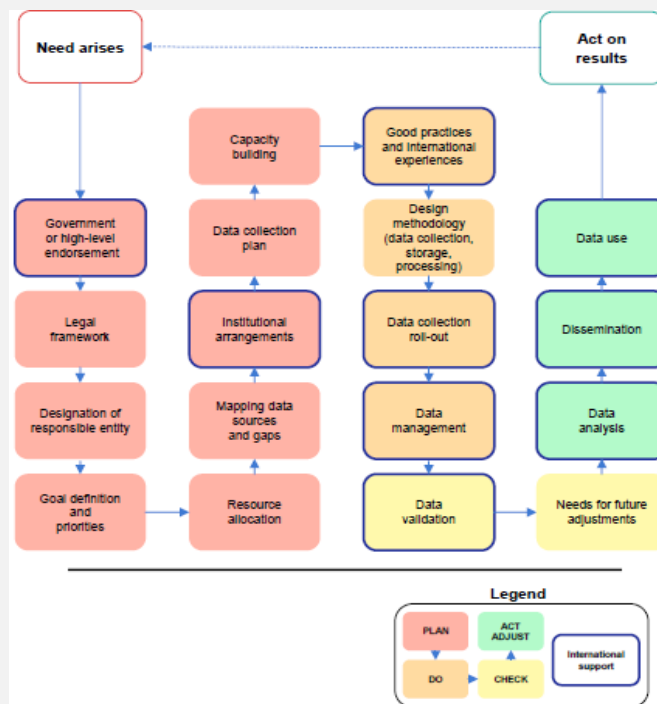 Need arises
Act on
results
Government
or high-level
endorsement
Legal
framework
Designation of
responsible entity
Goal definition
and
priorities
Capacity
building
Data collection
plan
Institutional
arrangements
Mapping data
sources
and gaps
Resource
allocation
Good practices
and international
experiences
Design
methodology
(data collection,
storage,
processing)
Data collection
roll-out
Data
management
Data
validation
Data use
Dissemination
Data
analysis
Needs for future
adjustments
Legend
PLAN
ACT
ADJUST
DO
CHECK
International
support